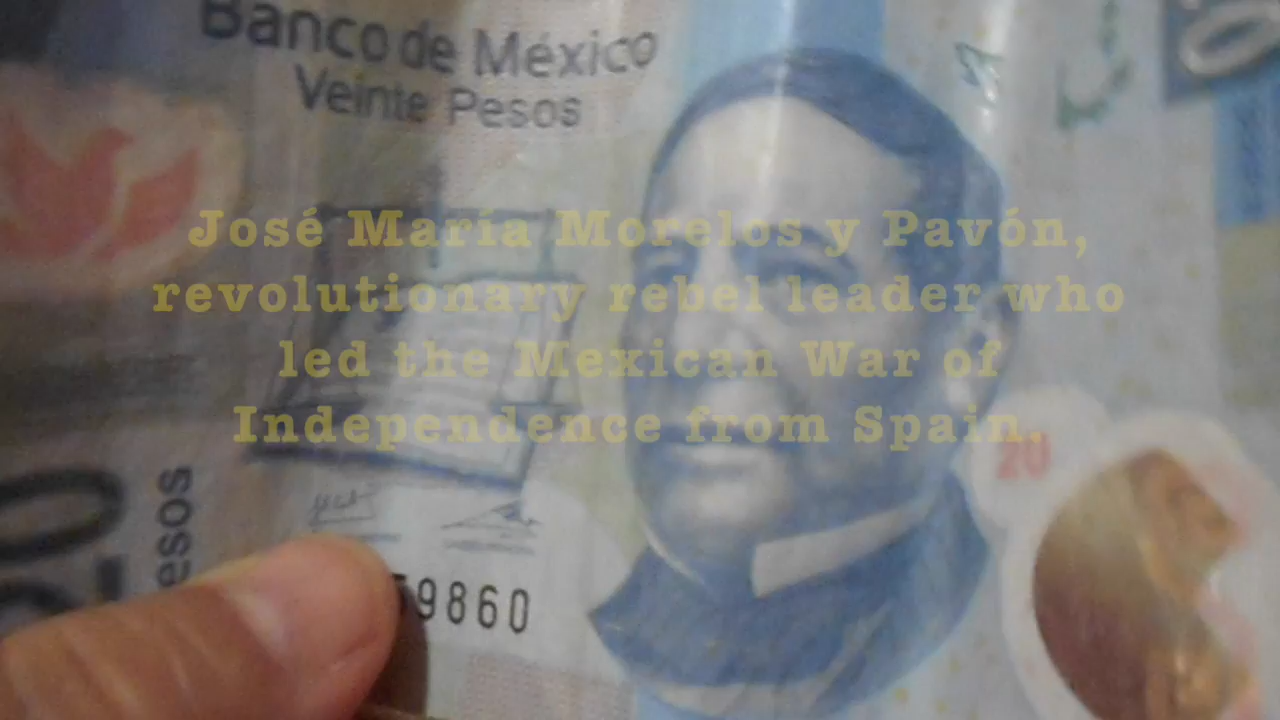 Banco de México
Veinte Pesos
José María Morelos y Pavón,
revolutionary rebel leader who
led the Mexican War of
Independence from Spain.
20
20
esos
9860